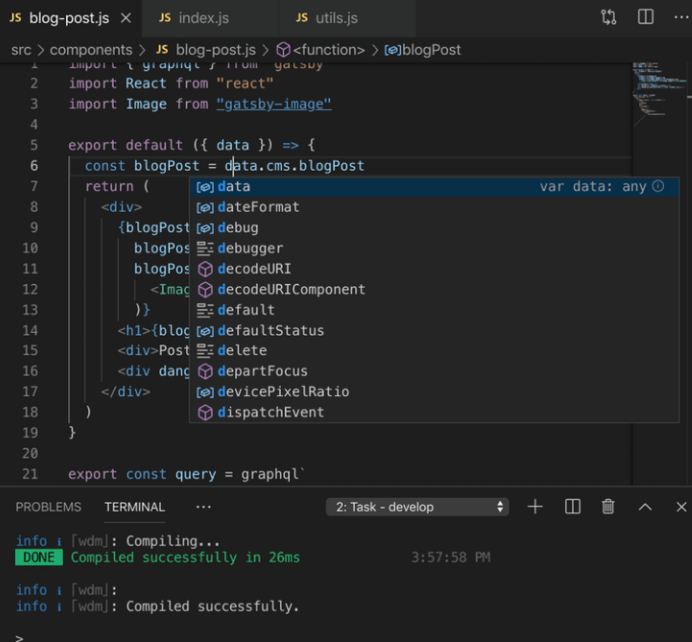 JS blog-post.js × JS index.js JS utils.js ...
src > components > JS blog-post.js > <function> > blogPost
1 import { graphql } from "gatsby"
2 import React from "react"
3 import Image from "gatsby-image"
4
5 export default ({ data }) => {
6 const blogPost = data.cms.blogPost
7 return (
data var data: any
8 <div>
dateFormat
9 {blogPost
debug
10 blogPos
debugger
11 blogPos
decodeURI
12 <Imag
decodeURIComponent
13 )}
default
14 <h1>{blog
defaultStatus
15 <div>Post
delete
16 <div dang
departFocus
17 </div>
devicePixelRatio
18 )
dispatchEvent
19 }
20
21 export const query = graphql`
PROBLEMS TERMINAL ... 2: Task - develop
info i ｢wdm｣: Compiling...
DONE Compiled successfully in 26ms 3:57:58 PM
info i ｢wdm｣:
info i ｢wdm｣: Compiled successfully.
>